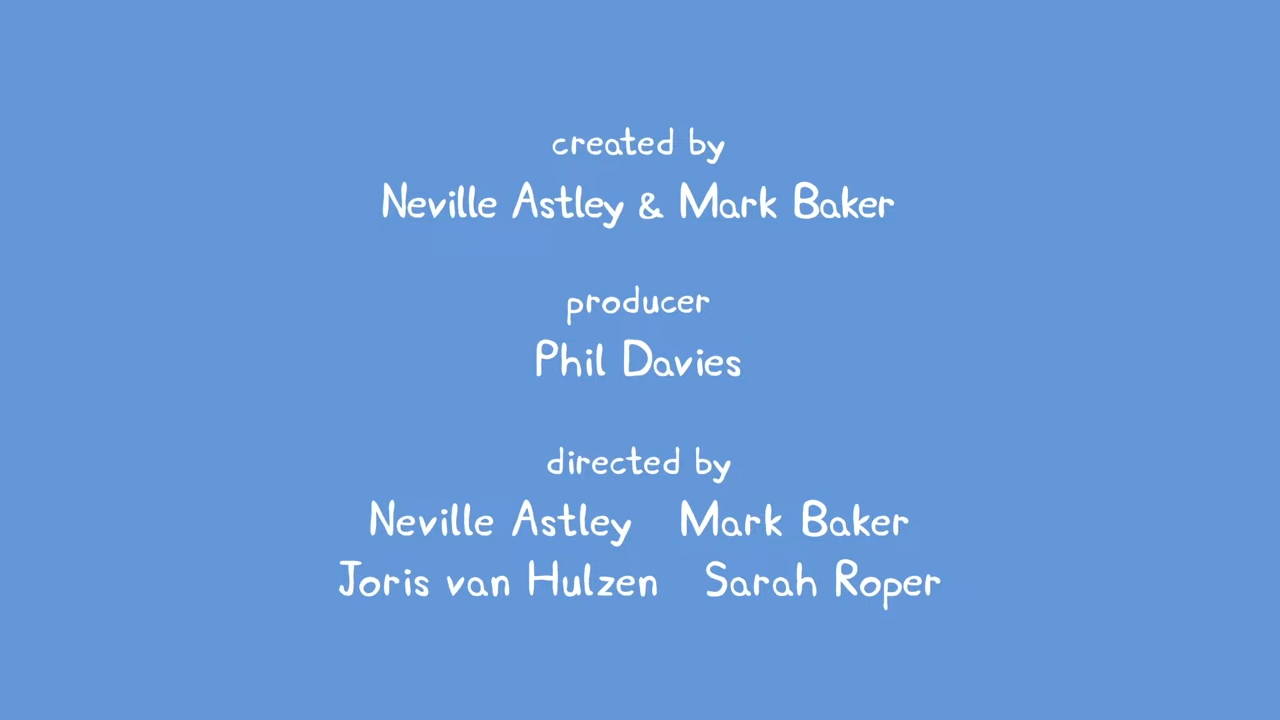 created by
Neville Astley & Mark Baker
producer
Phil Davies
directed by
Neville Astley Mark Baker
Joris van Hulzen Sarah Roper